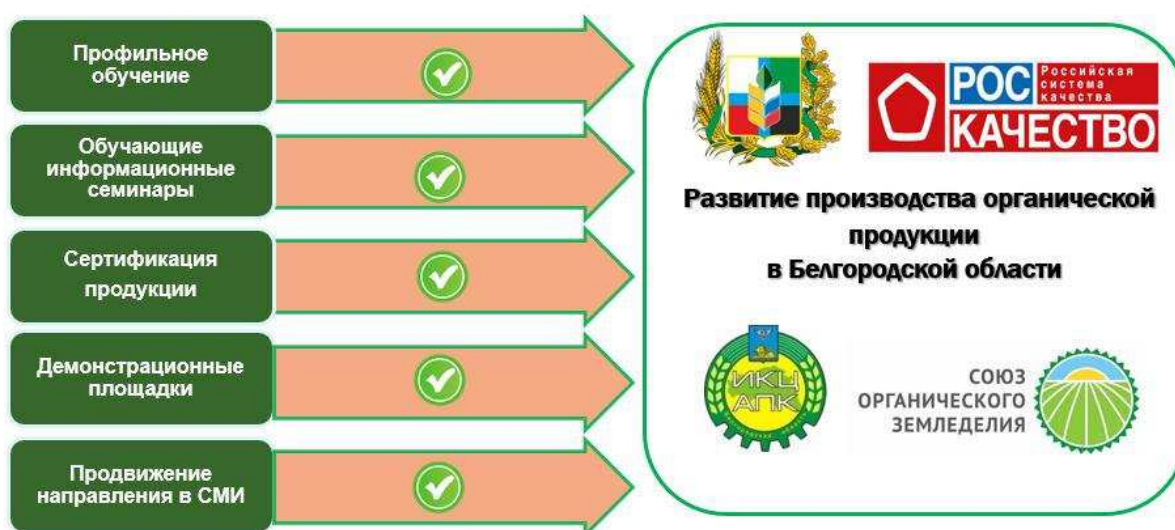 Профильное
обучение
Обучающие
информационные
семинары
Сертификация
продукции
Демонстрационные
площадки
Продвижение
направления в СМИ
РОС
Российская
система
качества
КАЧЕСТВО
Развитие производства органической
продукции
в Белгородской области
ИКЦ
АПК
СОЮЗ
ОРГАНИЧЕСКОГО
ЗЕМЛЕДЕЛИЯ